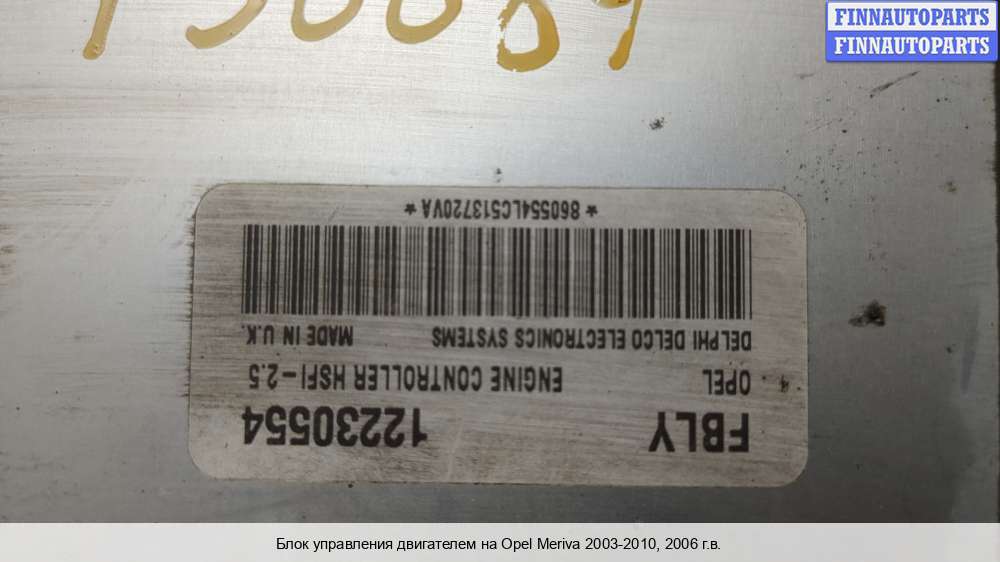 FINNAUTOPARTS
FINNAUTOPARTS
FBLY 12230554
OPEL ENGINE CONTROLLER HSFI-2.5
DELPHI DELCO ELECTRONICS SYSTEMS MADE IN U.K.
* 860554LC513720VA *
Блок управления двигателем на Opel Meriva 2003-2010, 2006 г.в.